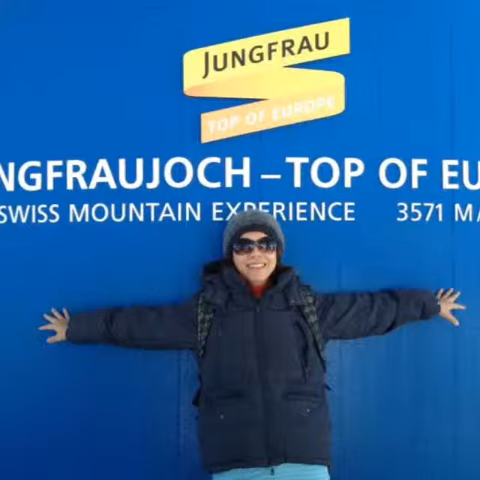 JUNGFRAU
TOP OF EUROPE
NGFRAUJOCH – TOP OF EU
SWISS MOUNTAIN EXPERIENCE 3571 M